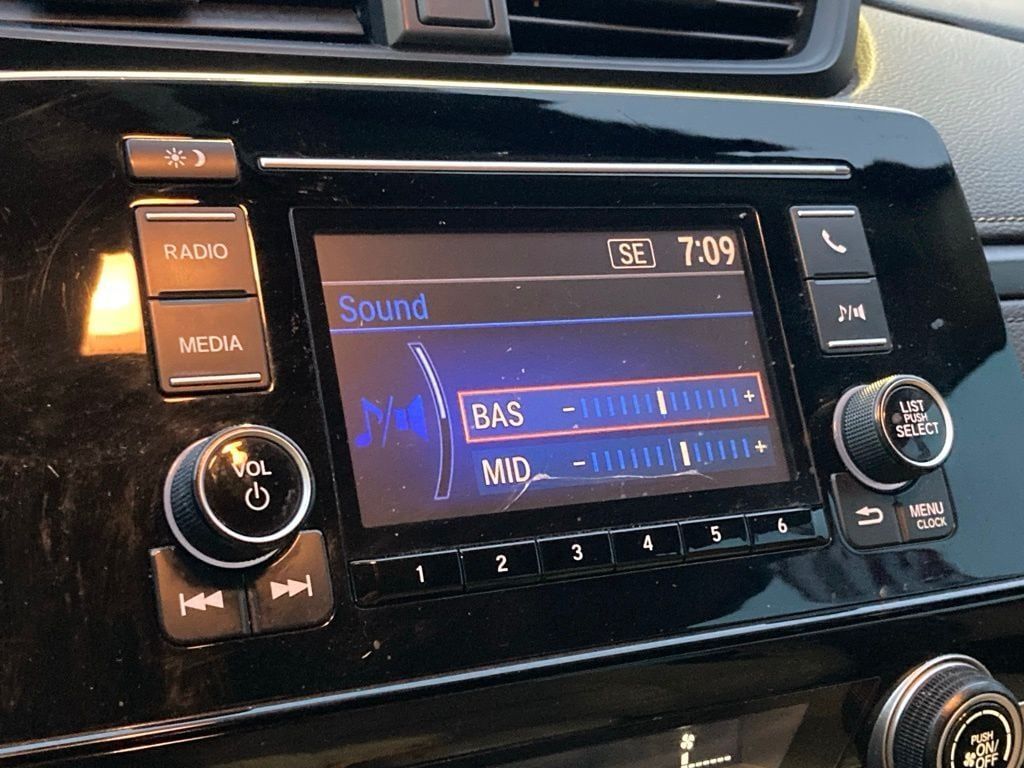 RADIO
MEDIA
VOL
SE 7:09
Sound
BAS - +
MID - +
1 2 3 4 5 6
LIST
PUSH
SELECT
MENU
CLOCK
PUSH
ON/
OFF